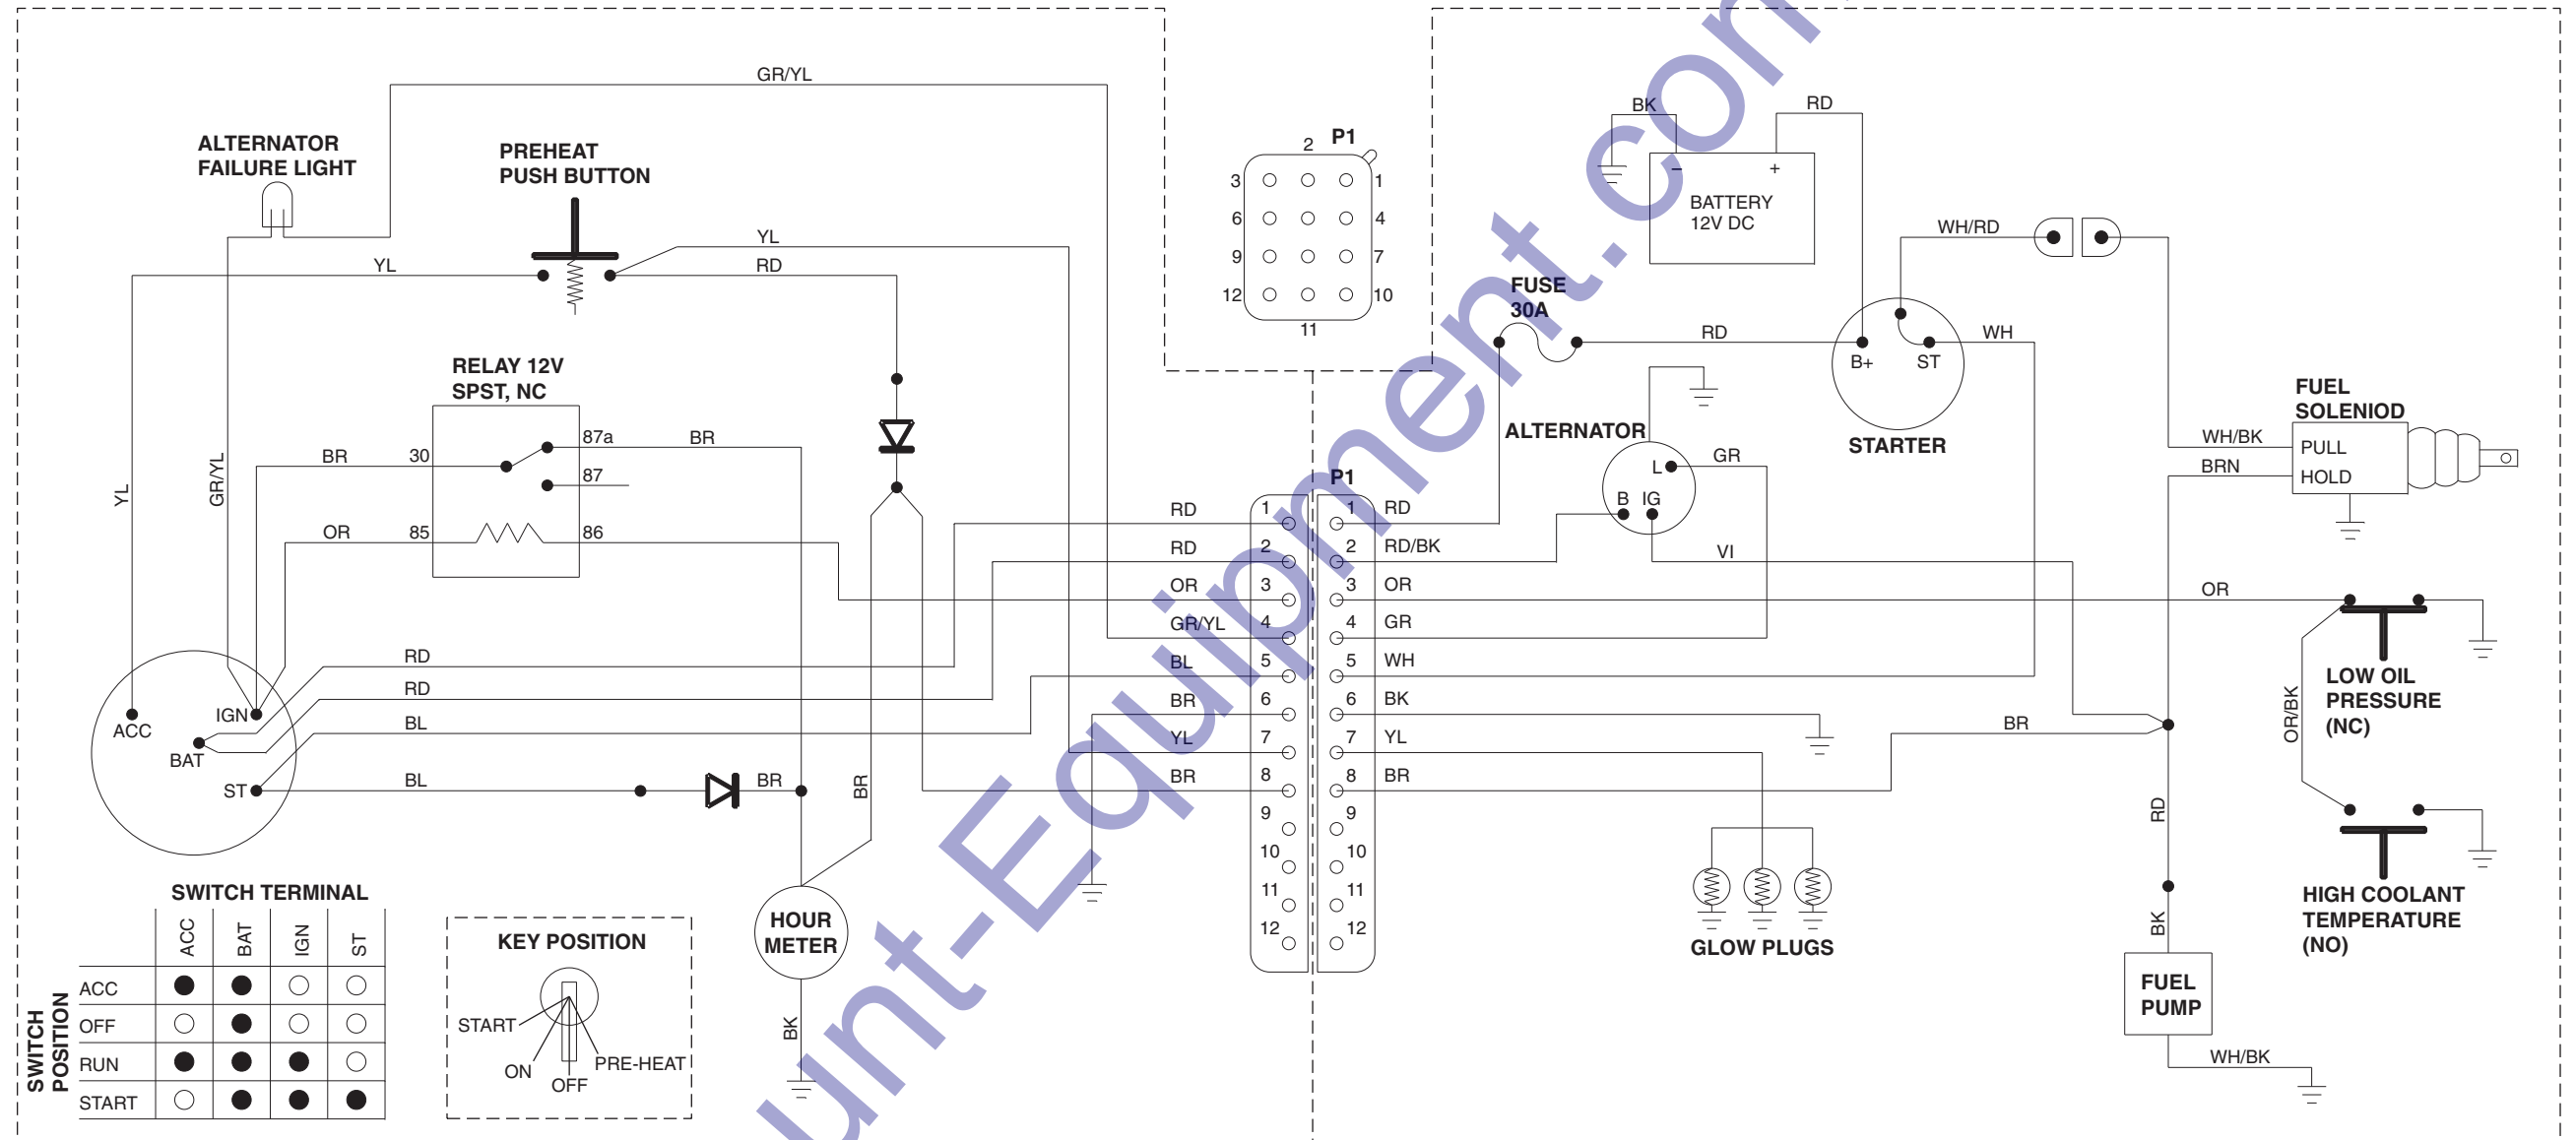 GR/YL
ALTERNATOR
FAILURE LIGHT
PREHEAT
PUSH BUTTON
YL
YL
RD
RELAY 12V
SPST, NC
YL
GR/YL
BR
30
87a
BR
87
OR
85
86
RD
RD
BL
BL
BR
BR
IGN
ACC
BAT
ST
SWITCH TERMINAL
ACC
BAT
IGN
ST
SWITCH
POSITION
ACC
OFF
RUN
START
KEY POSITION
START
ON
OFF
PRE-HEAT
HOUR
METER
BK
2
P1
3
1
6
4
9
7
12
10
11
P1
RD
1
1
RD
RD
2
2
RD/BK
OR
3
3
OR
GR/YL
4
4
GR
BL
5
5
WH
BR
6
6
BK
YL
7
7
YL
BR
8
8
BR
9
9
10
10
11
11
12
12
BK
RD
−
+
BATTERY
12V DC
FUSE
30A
RD
B+
ST
WH
STARTER
WH/RD
ALTERNATOR
L
GR
B
IG
VI
FUEL
SOLENIOD
WH/BK
PULL
BRN
HOLD
OR
LOW OIL
PRESSURE
(NC)
OR/BK
BR
RD
HIGH COOLANT
TEMPERATURE
(NO)
GLOW PLUGS
BK
FUEL
PUMP
WH/BK
unt-Equipment.com